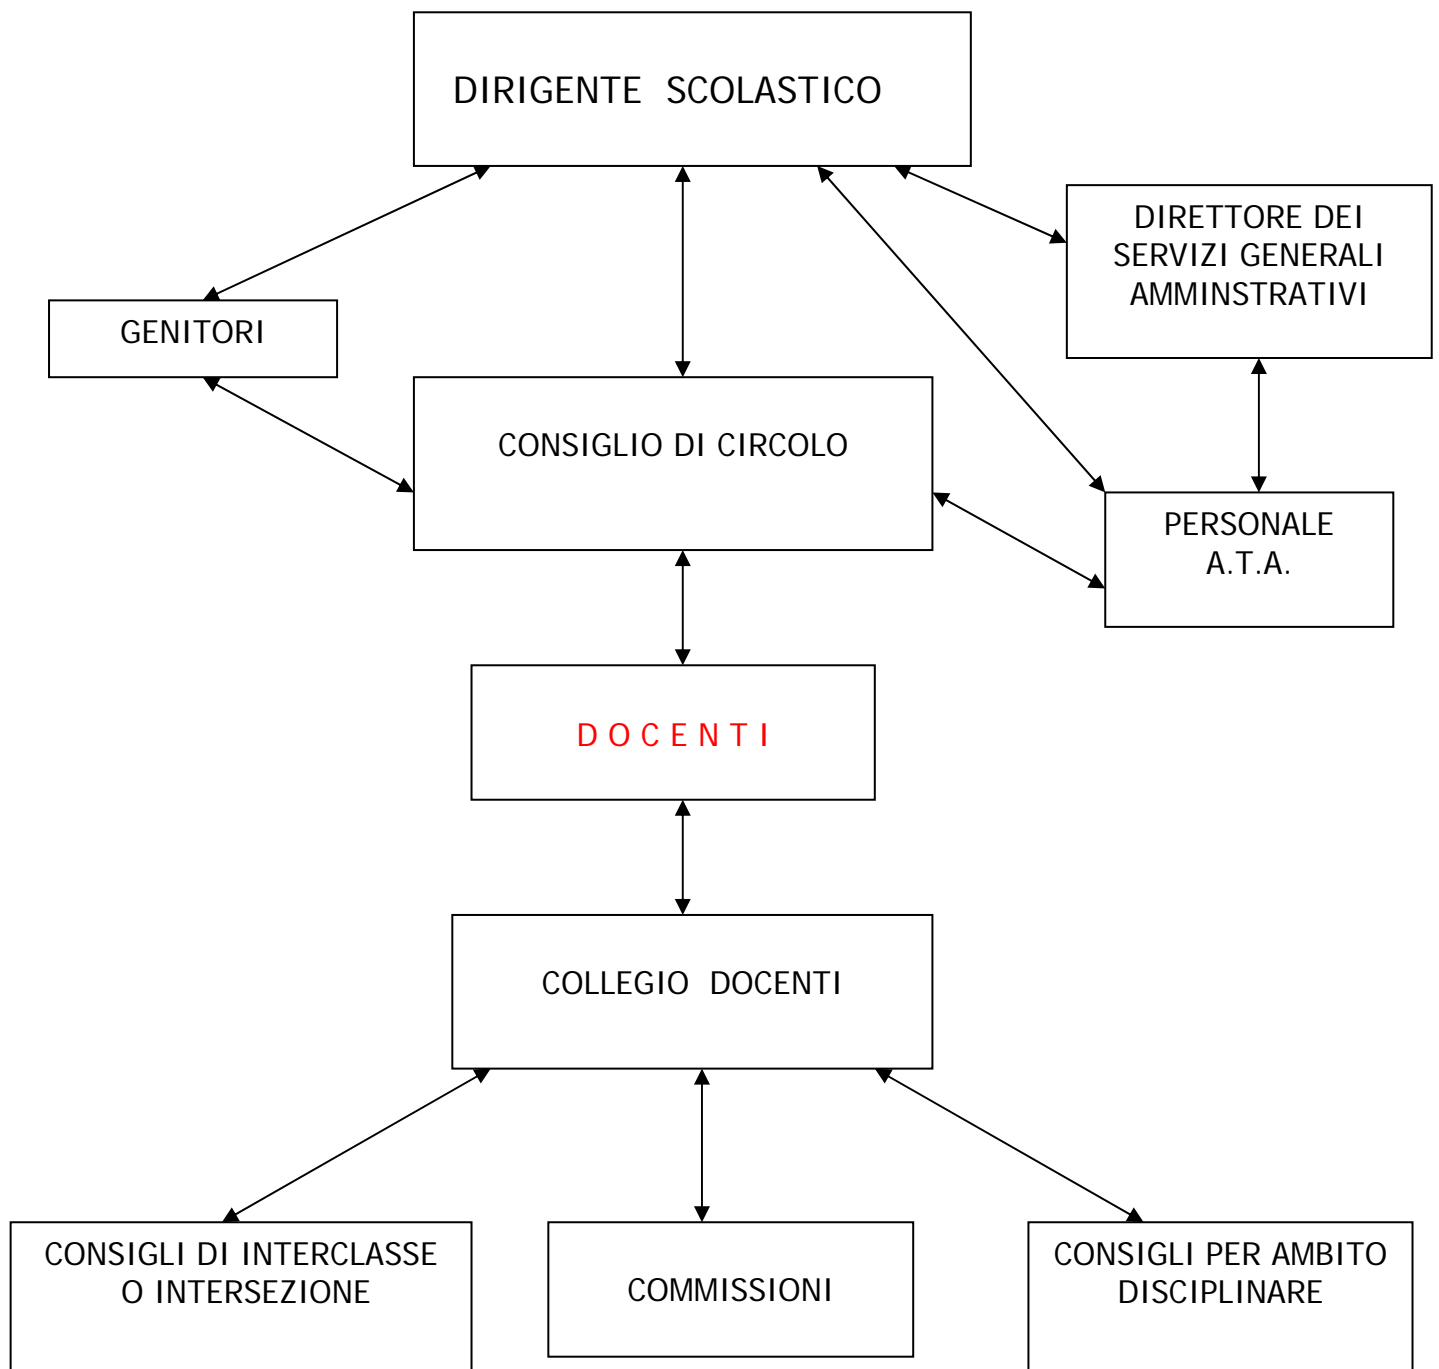 DIRIGENTE SCOLASTICO
DIRETTORE DEI
SERVIZI GENERALI
AMMINSTRATIVI
GENITORI
CONSIGLIO DI CIRCOLO
PERSONALE
A.T.A.
DOCENTI
COLLEGIO DOCENTI
CONSIGLI DI INTERCLASSE
O INTERSEZIONE
COMMISSIONI
CONSIGLI PER AMBITO
DISCIPLINARE